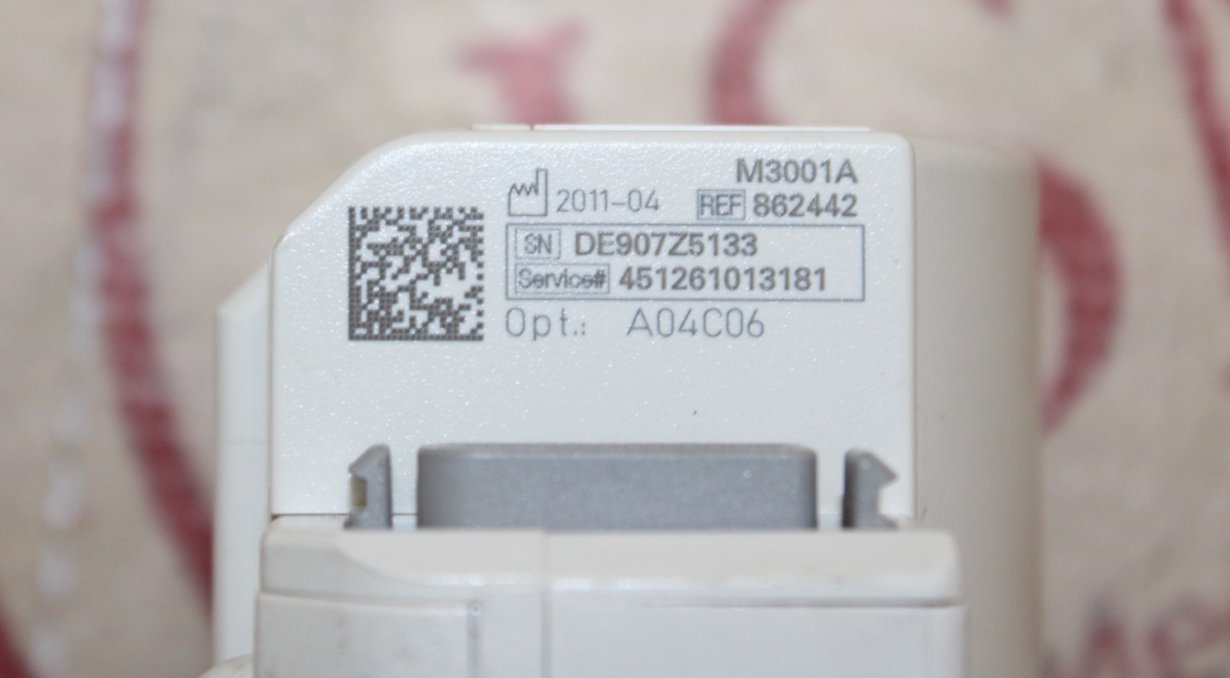 M3001A
2011-04 REF 862442
SN DE907Z5133
Service# 451261013181
Opt.: A04C06